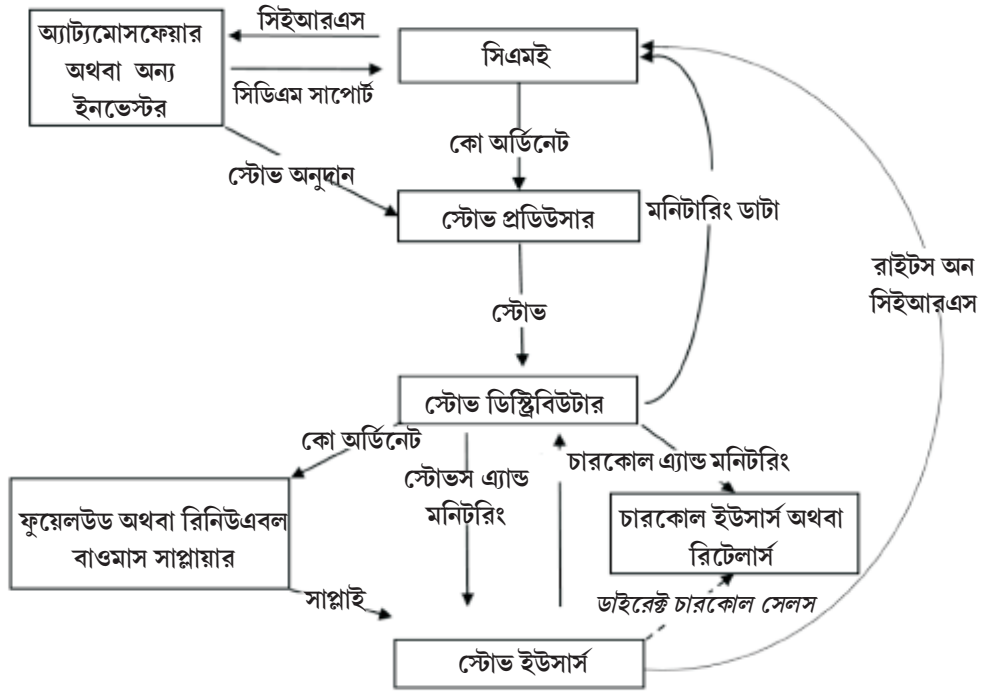 সিইআরএস
অ্যাট্যমোসফেয়ার
অথবা অন্য
ইনভেস্টর
সিএমই
সিডিএম সাপোর্ট
কো অর্ডিনেট
স্টোভ অনুদান
স্টোভ প্রডিউসার
মনিটারিং ডাটা
রাইটস অন
সিইআরএস
স্টোভ
স্টোভ ডিস্ট্রিবিউটার
কো অর্ডিনেট
স্টোভস এ্যান্ড
মনিটরিং
চারকোল এ্যান্ড মনিটরিং
ফুয়েলউড অথবা রিনিউএবল
বাওমাস সাপ্লায়ার
চারকোল ইউসার্স অথবা
রিটেলার্স
সাপ্লাই
ডাইরেক্ট চারকোল সেলস
স্টোভ ইউসার্স